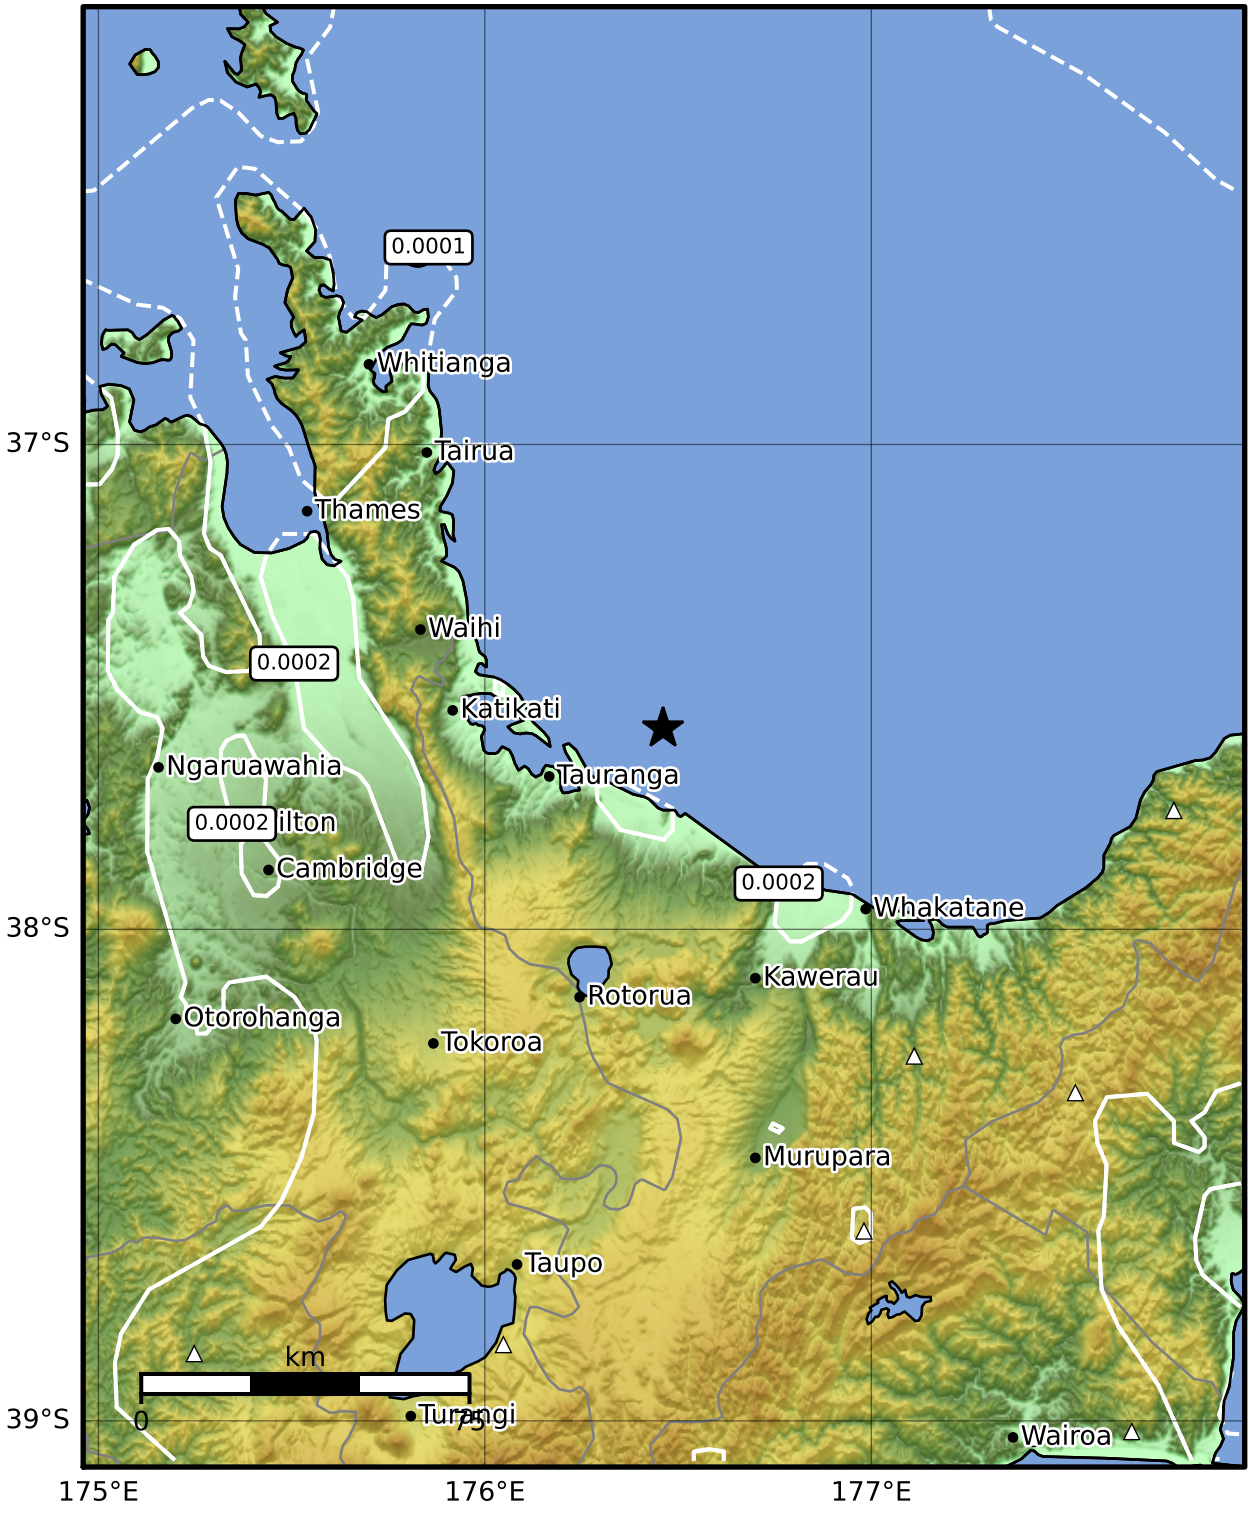 0.0001
Whitianga
37°S
Tairua
Thames
Waihi
0.0002
Katikati
Ngaruawahia
Tauranga
0.0002
ilton
Cambridge
0.0002
Whakatane
38°S
Kawerau
Rotorua
Otorohanga
Tokoroa
Murupara
Taupo
km
0
75
Turangi
39°S
Wairoa
175°E
176°E
177°E